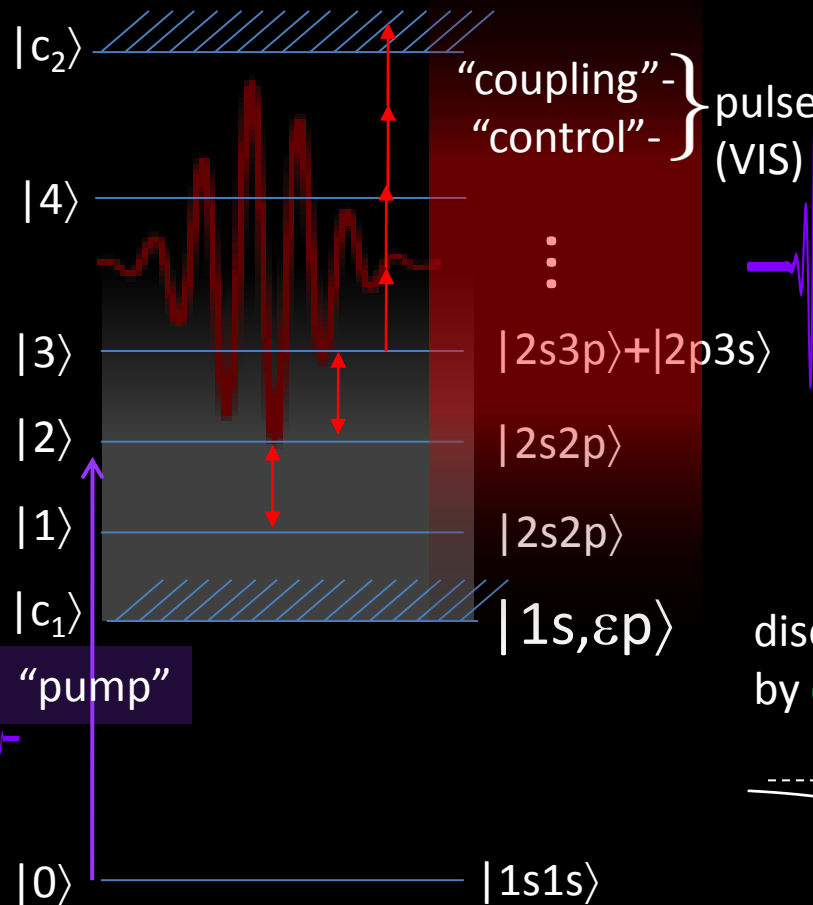 |c₂⟩
“coupling”-
“control”-
pulse
(VIS)
|4⟩
⋮
|3⟩ |2s3p⟩+|2p3s⟩
|2⟩ |2s2p⟩
|1⟩ |2s2p⟩
|c₁⟩ |1s,εp⟩
“pump”
by
|0⟩ |1s1s⟩